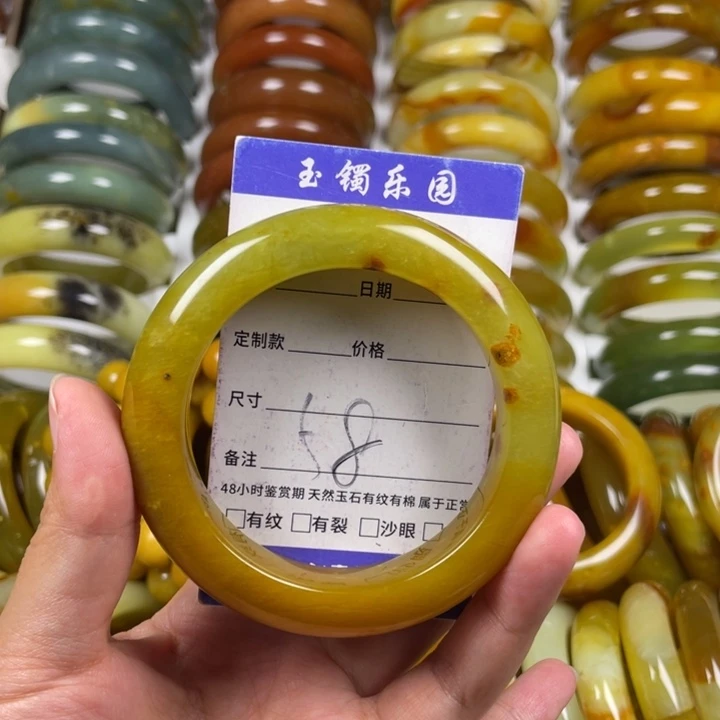 玉镯乐园
日期
定制款 价格
尺寸 58
备注
48小时鉴赏期 天然玉石有纹有棉 属于正常
□有纹 □有裂 □沙眼 □